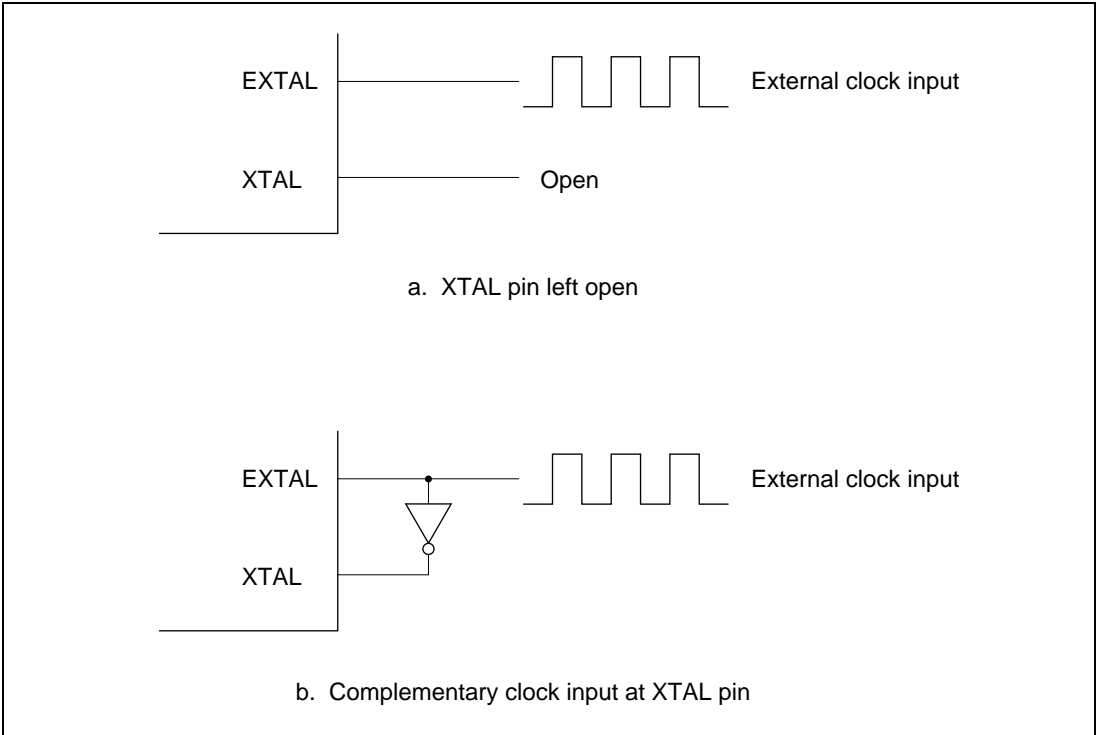 EXTAL
External clock input
XTAL
Open
a. XTAL pin left open
EXTAL
External clock input
XTAL
b. Complementary clock input at XTAL pin